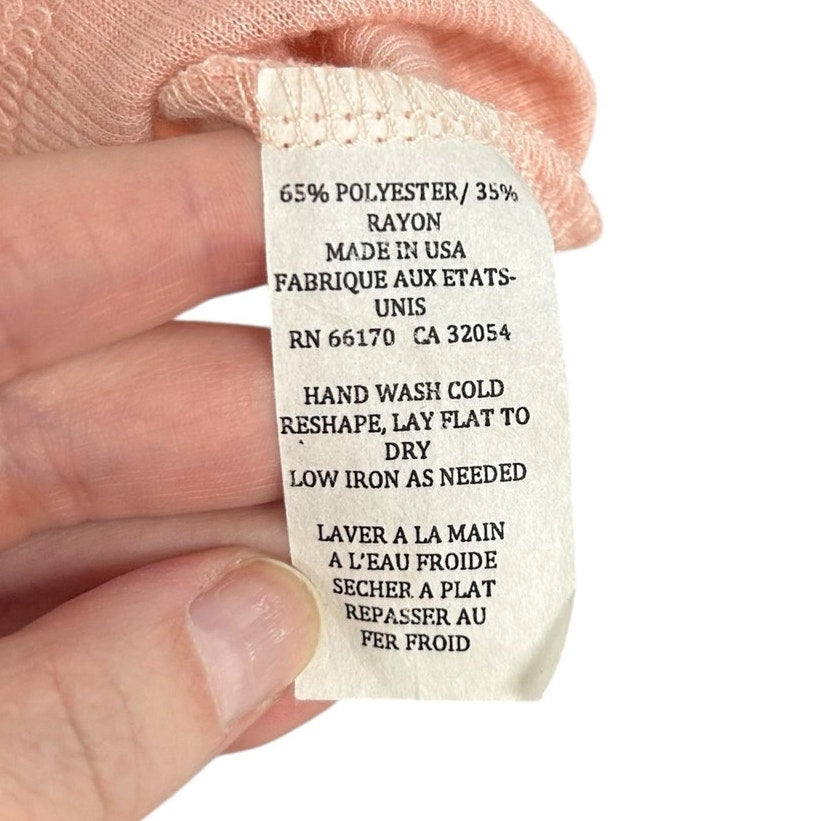 65% POLYESTER/ 35%
RAYON
MADE IN USA
FABRIQUE AUX ETATS-
UNIS
RN 66170 CA 32054
HAND WASH COLD
RESHAPE, LAY FLAT TO
DRY
LOW IRON AS NEEDED
LAVER A LA MAIN
A L'EAU FROIDE
SECHER A PLAT
REPASSER AU
FER FROID